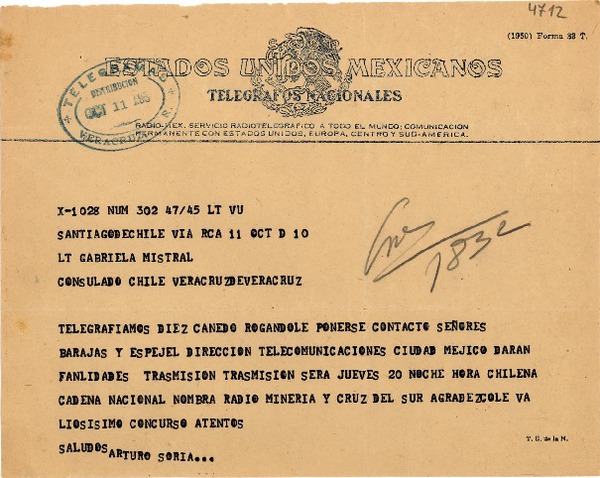 4712
(1950) Forma 33 T.
ESTADOS UNIDOS MEXICANOS
TELEGRAFOS NACIONALES
RADIO-MEX. SERVICIO RADIOTELEGRAFICO A TODO EL MUNDO; COMUNICACION
PERMANENTE CON ESTADOS UNIDOS, EUROPA, CENTRO Y SUD-AMERICA.
DISTRIBUCION
OCT 11
VERACRUZ
X-1028 NUM 302 47/45 LT VU
SANTIAGODECHILE VIA RCA 11 OCT D 10
LT GABRIELA MISTRAL
CONSULADO CHILE VERACRUZDEVERACRUZ
1832
TELEGRAFIAMOS DIEZ CANEDO ROGANDOLE PONERSE CONTACTO SEÑORES
BARAJAS Y ESPEJEL DIRECCION TELECOMUNICACIONES CIUDAD MEJICO DARAN
FANLIDADES TRASMISION TRASMISION SERA JUEVES 20 NOCHE HORA CHILENA
CADENA NACIONAL NOMBRA RADIO MINERIA Y CRUZ DEL SUR AGRADEZCOLE VA
LIOSISIMO CONCURSO ATENTOS
SALUDOS ARTURO SORIA...
T. G. de la N.